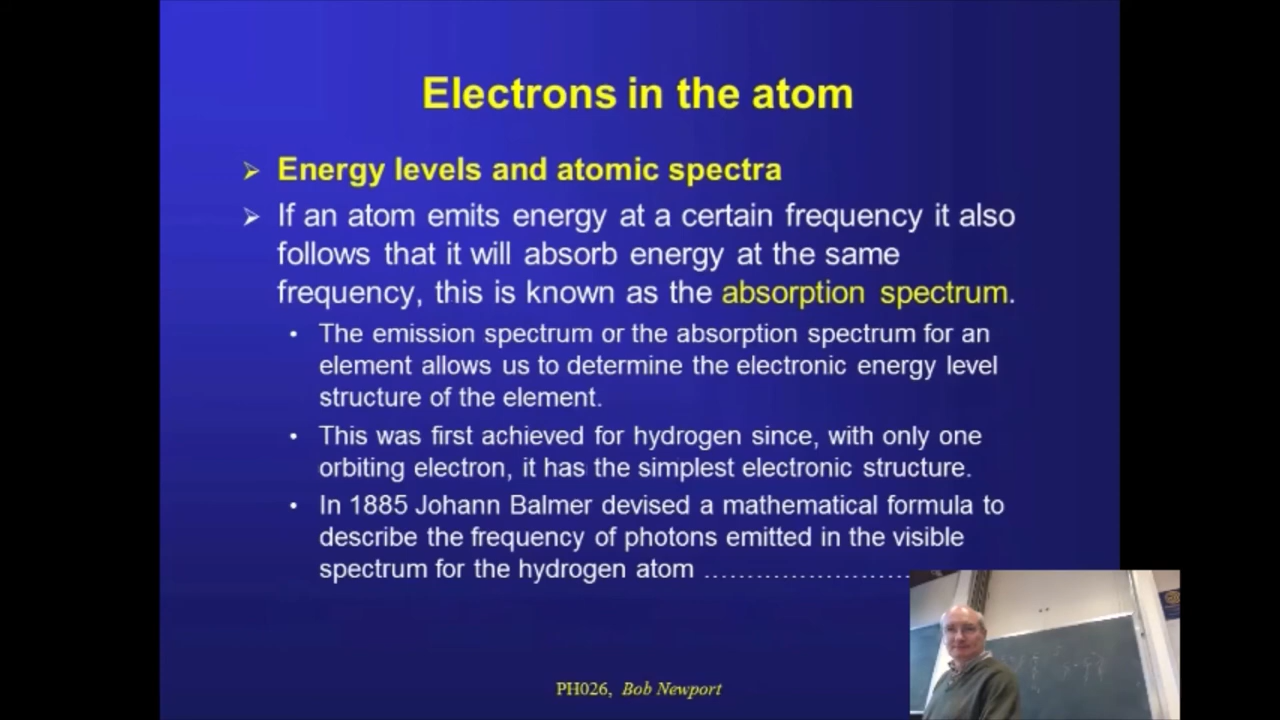 Electrons in the atom
➢ Energy levels and atomic spectra
➢ If an atom emits energy at a certain frequency it also
follows that it will absorb energy at the same
frequency, this is known as the absorption spectrum.
• The emission spectrum or the absorption spectrum for an
element allows us to determine the electronic energy level
structure of the element.
• This was first achieved for hydrogen since, with only one
orbiting electron, it has the simplest electronic structure.
• In 1885 Johann Balmer devised a mathematical formula to
describe the frequency of photons emitted in the visible
spectrum for the hydrogen atom ........................
PH026, Bob Newport